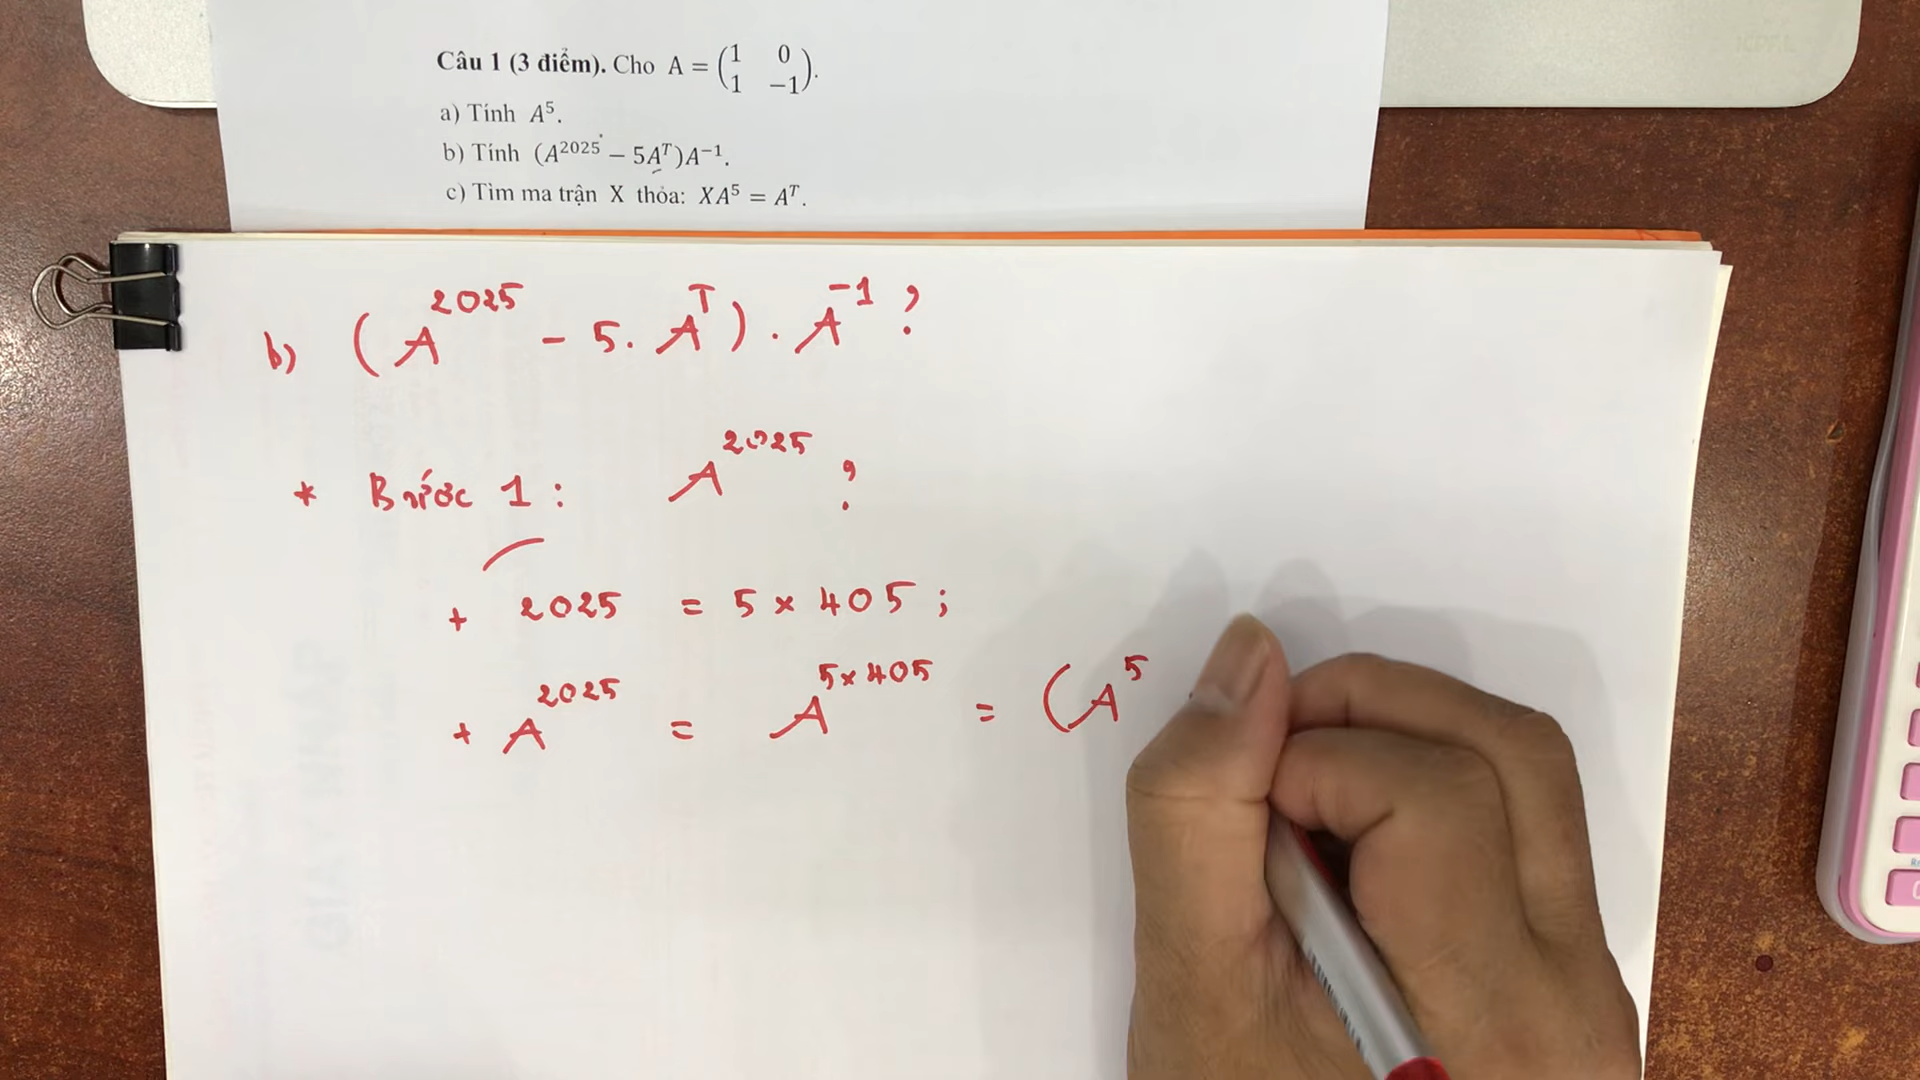 Câu 1 (3 điểm). Cho A = (1 0
1 −1).
a) Tính A⁵.
b) Tính (A²⁰²⁵ − 5Aᵀ)A⁻¹.
c) Tìm ma trận X thỏa: XA⁵ = Aᵀ.
b) (A²⁰²⁵ − 5. Aᵀ) . A⁻¹ ?
* Bước 1 : A²⁰²⁵ ?
+ 2025 = 5 × 405 ;
+ A²⁰²⁵ = A⁵ˣ⁴⁰⁵ = (A⁵